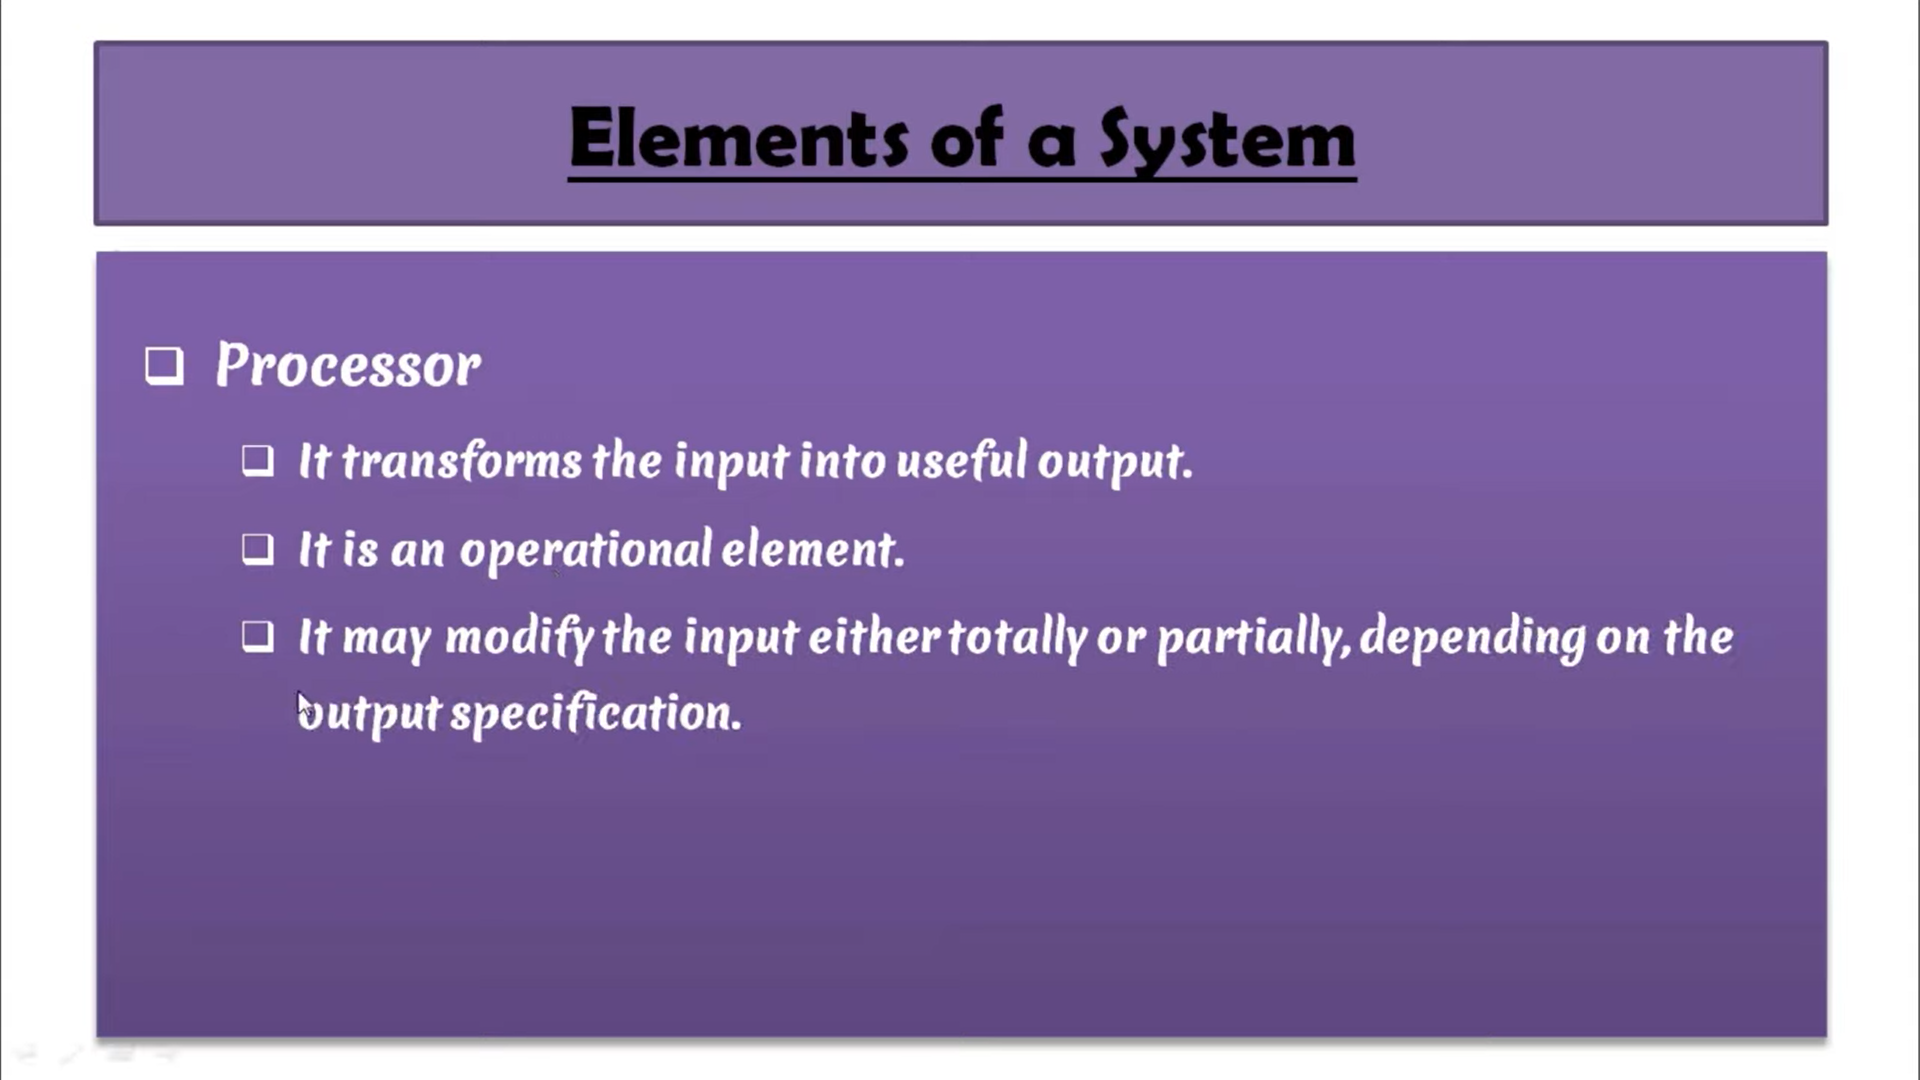 Elements of a System
Processor
It transforms the input into useful output.
It is an operational element.
It may modify the input either totally or partially, depending on the
output specification.